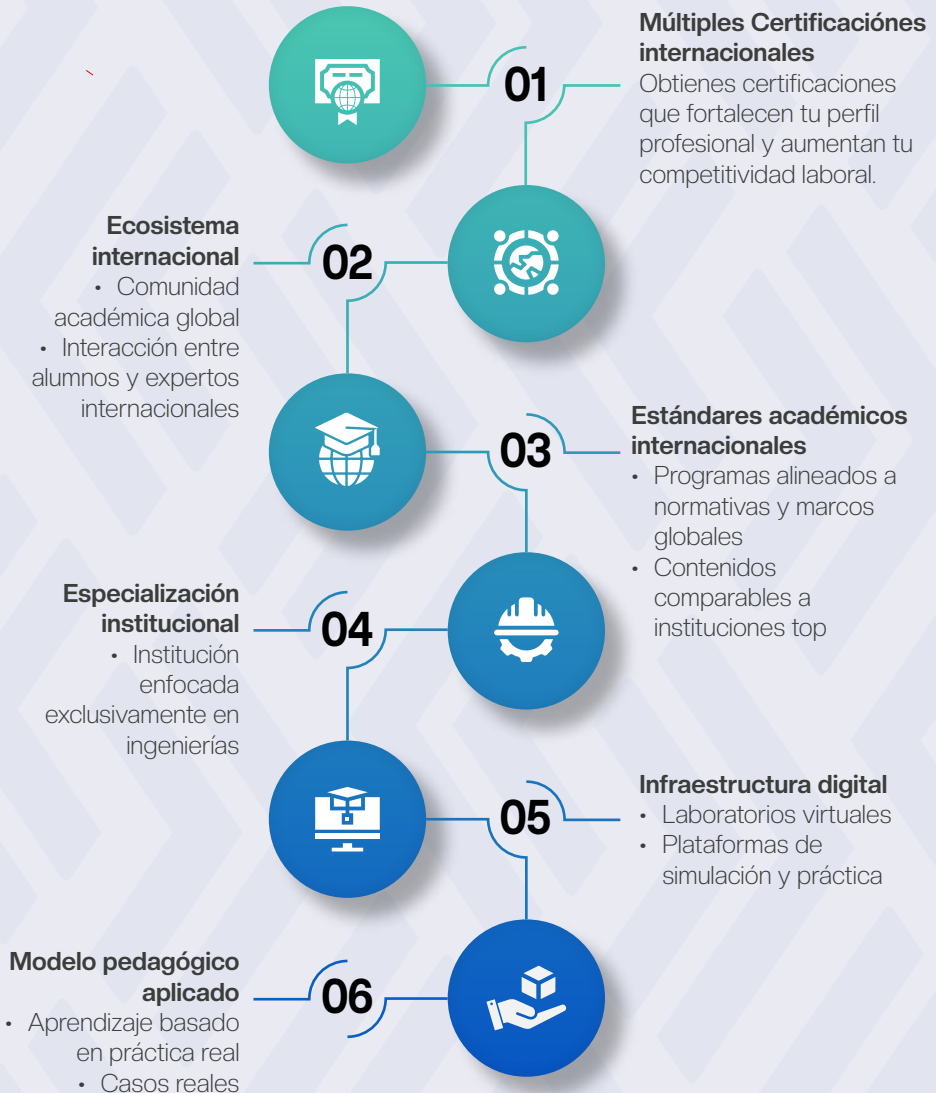 01
Múltiples Certificaciónes
internacionales
Obtienes certificaciones
que fortalecen tu perfil
profesional y aumentan tu
competitividad laboral.
02
Ecosistema
internacional
• Comunidad
académica global
• Interacción entre
alumnos y expertos
internacionales
03
Estándares académicos
internacionales
• Programas alineados a
normativas y marcos
globales
• Contenidos
comparables a
instituciones top
04
Especialización
institucional
• Institución
enfocada
exclusivamente en
ingenierías
05
Infraestructura digital
• Laboratorios virtuales
• Plataformas de
simulación y práctica
06
Modelo pedagógico
aplicado
• Aprendizaje basado
en práctica real
• Casos reales